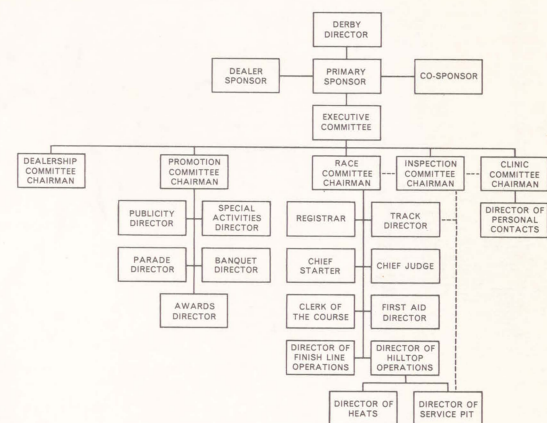 DERBY
DIRECTOR
DEALER
SPONSOR
PRIMARY
SPONSOR
CO-SPONSOR
EXECUTIVE
COMMITTEE
DEALERSHIP
COMMITTEE
CHAIRMAN
PROMOTION
COMMITTEE
CHAIRMAN
RACE
COMMITTEE
CHAIRMAN
INSPECTION
COMMITTEE
CHAIRMAN
CLINIC
COMMITTEE
CHAIRMAN
PUBLICITY
DIRECTOR
SPECIAL
ACTIVITIES
DIRECTOR
REGISTRAR
TRACK
DIRECTOR
DIRECTOR OF
PERSONAL
CONTACTS
PARADE
DIRECTOR
BANQUET
DIRECTOR
CHIEF
STARTER
CHIEF JUDGE
AWARDS
DIRECTOR
CLERK OF
THE COURSE
FIRST AID
DIRECTOR
DIRECTOR OF
FINISH LINE
OPERATIONS
DIRECTOR OF
HILLTOP
OPERATIONS
DIRECTOR OF
HEATS
DIRECTOR OF
SERVICE PIT